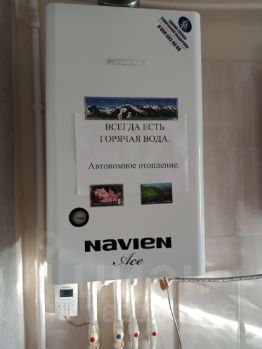 ВСЕГДА ЕСТЬ
ГОРЯЧАЯ ВОДА.
Автономное отопление.
NAVIEN
Ace